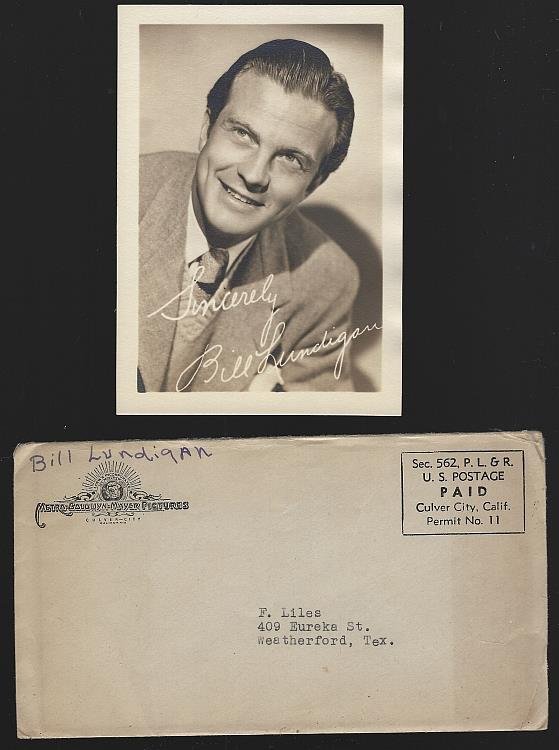 Sincerely
Bill Lundigan
Bill Lundigan
METRO-GOLDWYN-MAYER PICTURES
CULVER-CITY
CALIFORNIA
Sec. 562, P. L. & R.
U. S. POSTAGE
PAID
Culver City, Calif.
Permit No. 11
F. Liles
409 Eureka St.
Weatherford, Tex.